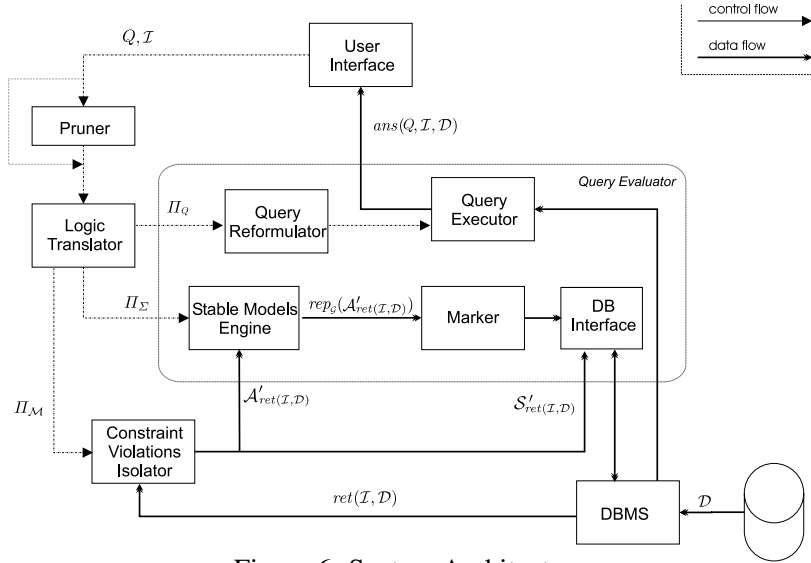 control flow
data flow
Q, ℐ
User
Interface
Pruner
ans(Q, ℐ, 𝒟)
Query Evaluator
Logic
Translator
Π_Q
Query
Reformulator
Query
Executor
Π_Σ
Stable Models
Engine
rep_𝒢(𝒜′_ret(ℐ,𝒟))
Marker
DB
Interface
Π_ℳ
𝒜′_ret(ℐ,𝒟)
𝒮′_ret(ℐ,𝒟)
Constraint
Violations
Isolator
ret(ℐ, 𝒟)
DBMS
𝒟